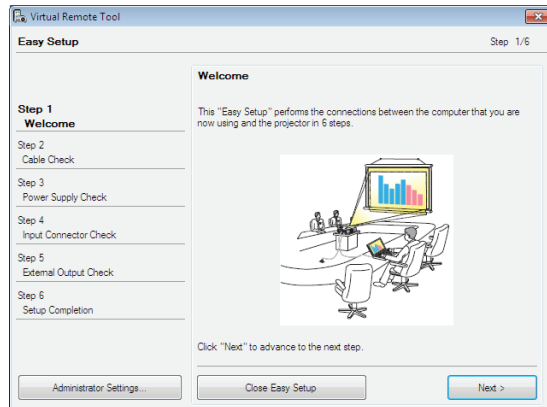 Virtual Remote Tool
Easy Setup
Step 1/6
Welcome
Step 1
Welcome
This "Easy Setup" performs the connections between the computer that you are
now using and the projector in 6 steps.
Step 2
Cable Check
Step 3
Power Supply Check
Step 4
Input Connector Check
Step 5
External Output Check
Step 6
Setup Completion
Click "Next" to advance to the next step.
Administrator Settings...
Close Easy Setup
Next >